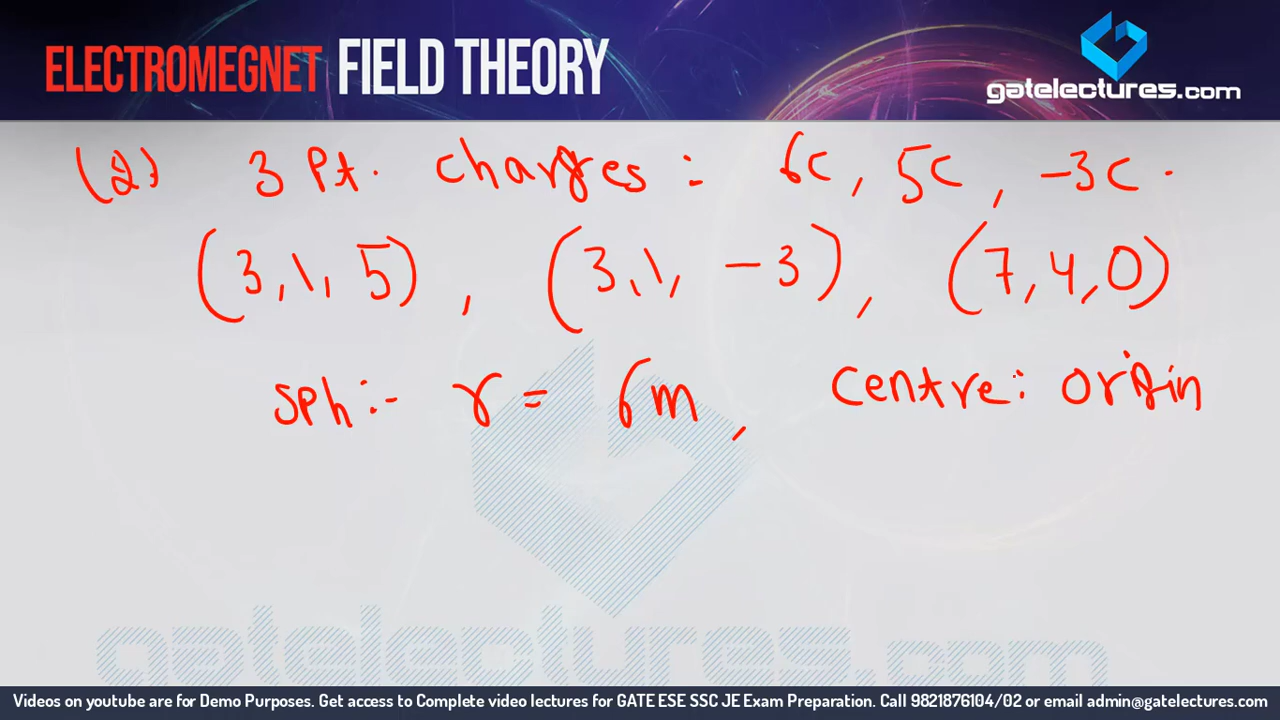 ELECTROMEGNET FIELD THEORY
gatelectures.com
(2) 3 Pt. charges: 6C, 5C, -3C.
(3,1,5), (3,1,-3), (7,4,0)
sph:- r = 6m, centre: origin
gatelectures.com
Videos on youtube are for Demo Purposes. Get access to Complete video lectures for GATE ESE SSC JE Exam Preparation. Call 9821876104/02 or email admin@gatelectures.com